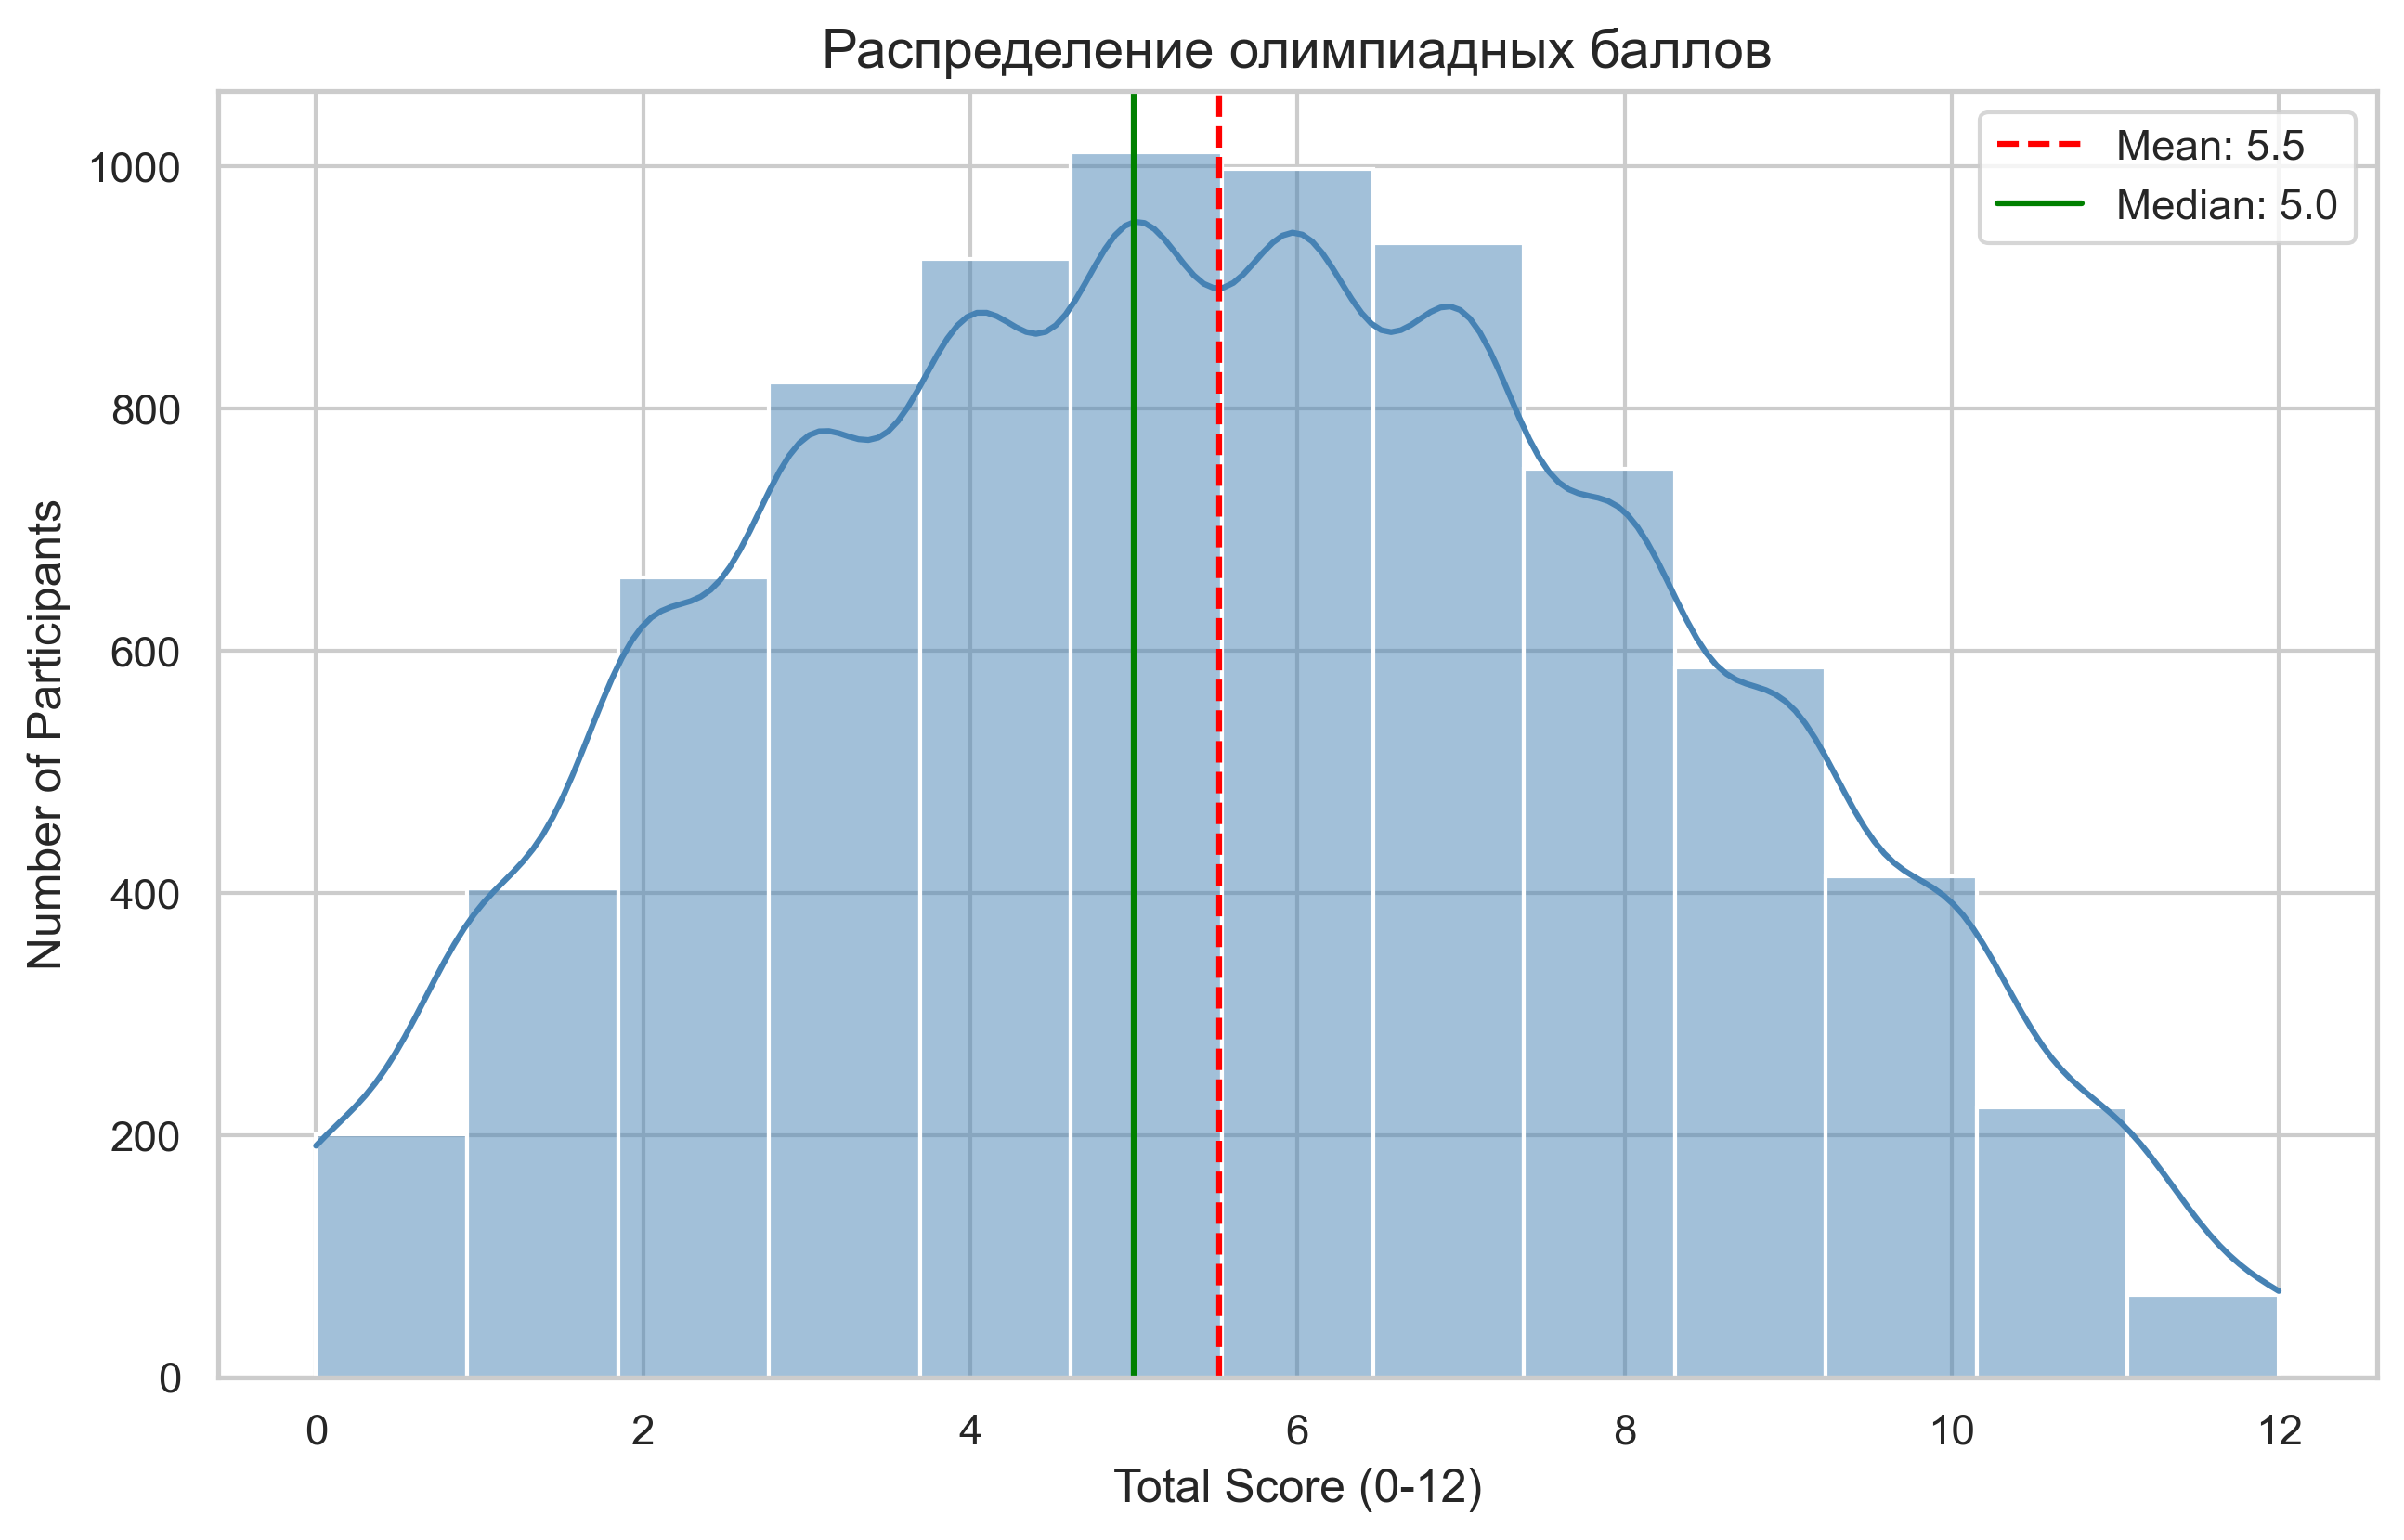 Распределение олимпиадных баллов
Mean: 5.5
Median: 5.0
Number of Participants
1000
800
600
400
200
0
0 2 4 6 8 10 12
Total Score (0-12)